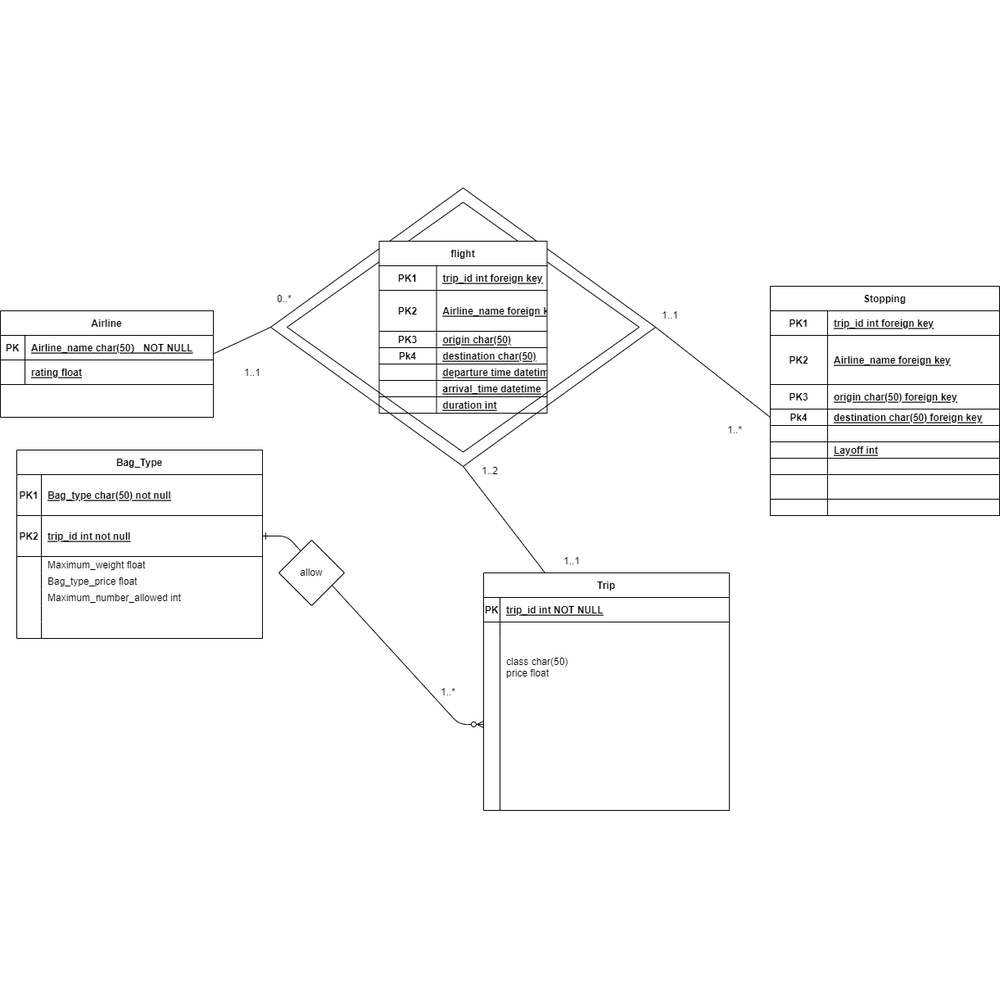 flight
PK1 trip_id int foreign key
PK2 Airline_name foreign k
PK3 origin char(50)
Pk4 destination char(50)
departure time datetim
arrival_time datetime
duration int
0..*
1..1
1..1
1..*
1..2
1..1
Airline
PK Airline_name char(50) NOT NULL
rating float
Stopping
PK1 trip_id int foreign key
PK2 Airline_name foreign key
PK3 origin char(50) foreign key
Pk4 destination char(50) foreign key
Layoff int
Bag_Type
PK1 Bag_type char(50) not null
PK2 trip_id int not null
Maximum_weight float
Bag_type_price float
Maximum_number_allowed int
allow
1..*
Trip
PK trip_id int NOT NULL
class char(50)
price float